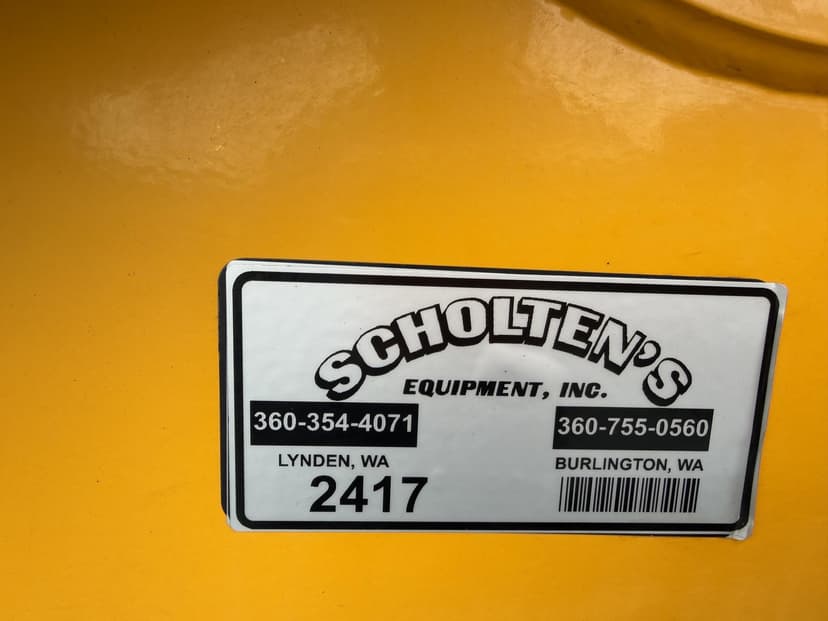 SCHOLTEN'S
EQUIPMENT, INC.
360-354-4071 360-755-0560
LYNDEN, WA BURLINGTON, WA
2417